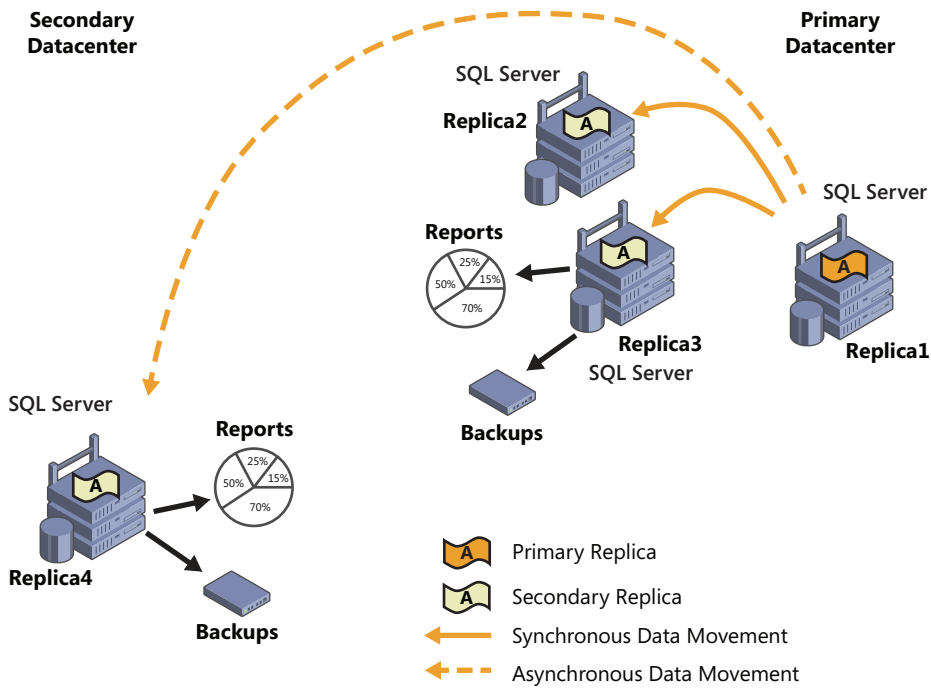 Secondary
Datacenter
Primary
Datacenter
SQL Server
Replica2
A
SQL Server
Reports
25%
50%
15%
70%
A
A
Replica3
SQL Server
Replica1
Backups
SQL Server
Reports
25%
50%
15%
70%
A
Replica4
Backups
A Primary Replica
A Secondary Replica
Synchronous Data Movement
Asynchronous Data Movement